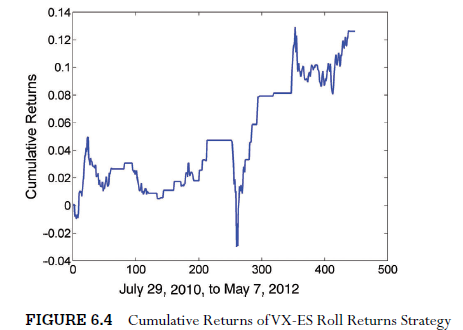 0.14
0.12
0.1
0.08
0.06
0.04
0.02
0
-0.02
-0.04
Cumulative Returns
0 100 200 300 400 500
July 29, 2010, to May 7, 2012
FIGURE 6.4 Cumulative Returns of VX-ES Roll Returns Strategy